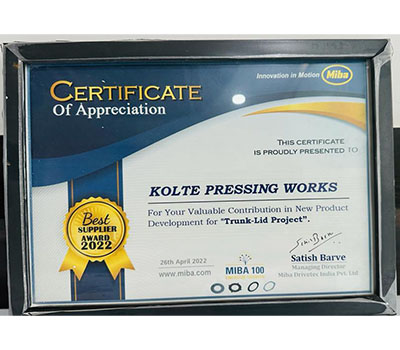 Innovation in Motion Miba
CERTIFICATE
Of Appreciation
THIS CERTIFICATE
IS PROUDLY PRESENTED TO
KOLTE PRESSING WORKS
For Your Valuable Contribution in New Product
Development for "Trunk-Lid Project".
Best
SUPPLIER
AWARD
2022
26th April 2022
www.miba.com
MIBA 100
Satish Barve
Managing Director
Miba Drivetec India Pvt. Ltd